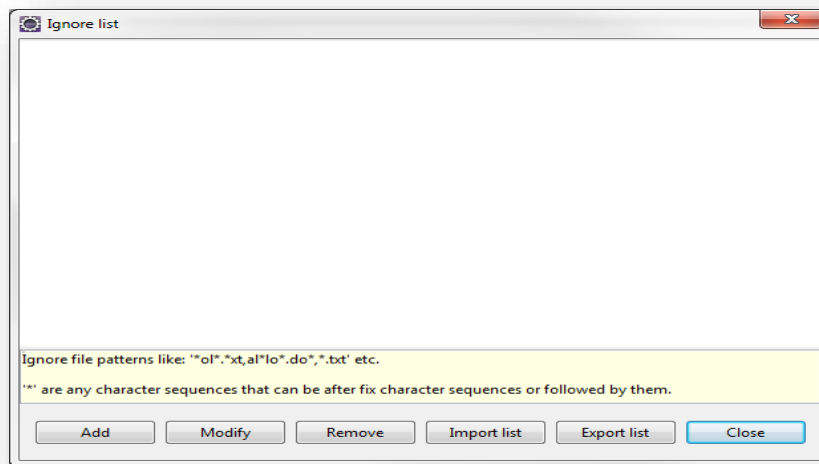 Ignore list
Ignore file patterns like: '*ol*.*xt,al*lo*.do*,*.txt' etc.
'*' are any character sequences that can be after fix character sequences or followed by them.
Add Modify Remove Import list Export list Close